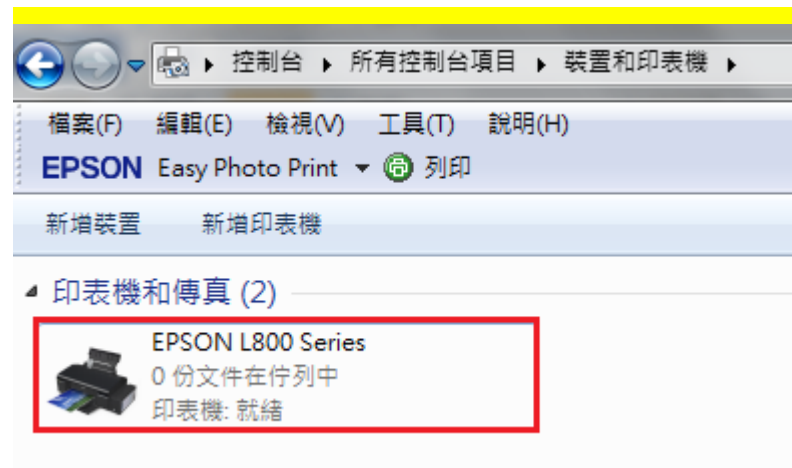 控制台 ▸ 所有控制台項目 ▸ 裝置和印表機 ▸
檔案(F) 編輯(E) 檢視(V) 工具(T) 說明(H)
EPSON Easy Photo Print 列印
新增裝置 新增印表機
印表機和傳真 (2)
EPSON L800 Series
0 份文件在佇列中
印表機: 就緒